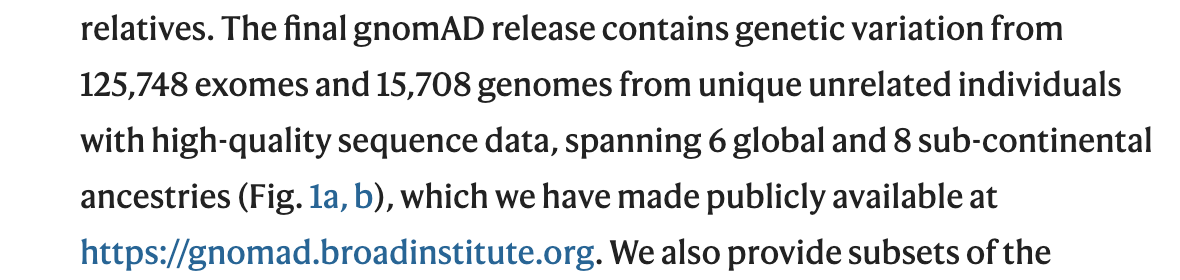 relatives. The final gnomAD release contains genetic variation from
125,748 exomes and 15,708 genomes from unique unrelated individuals
with high-quality sequence data, spanning 6 global and 8 sub-continental
ancestries (Fig. 1a, b), which we have made publicly available at
https://gnomad.broadinstitute.org. We also provide subsets of the